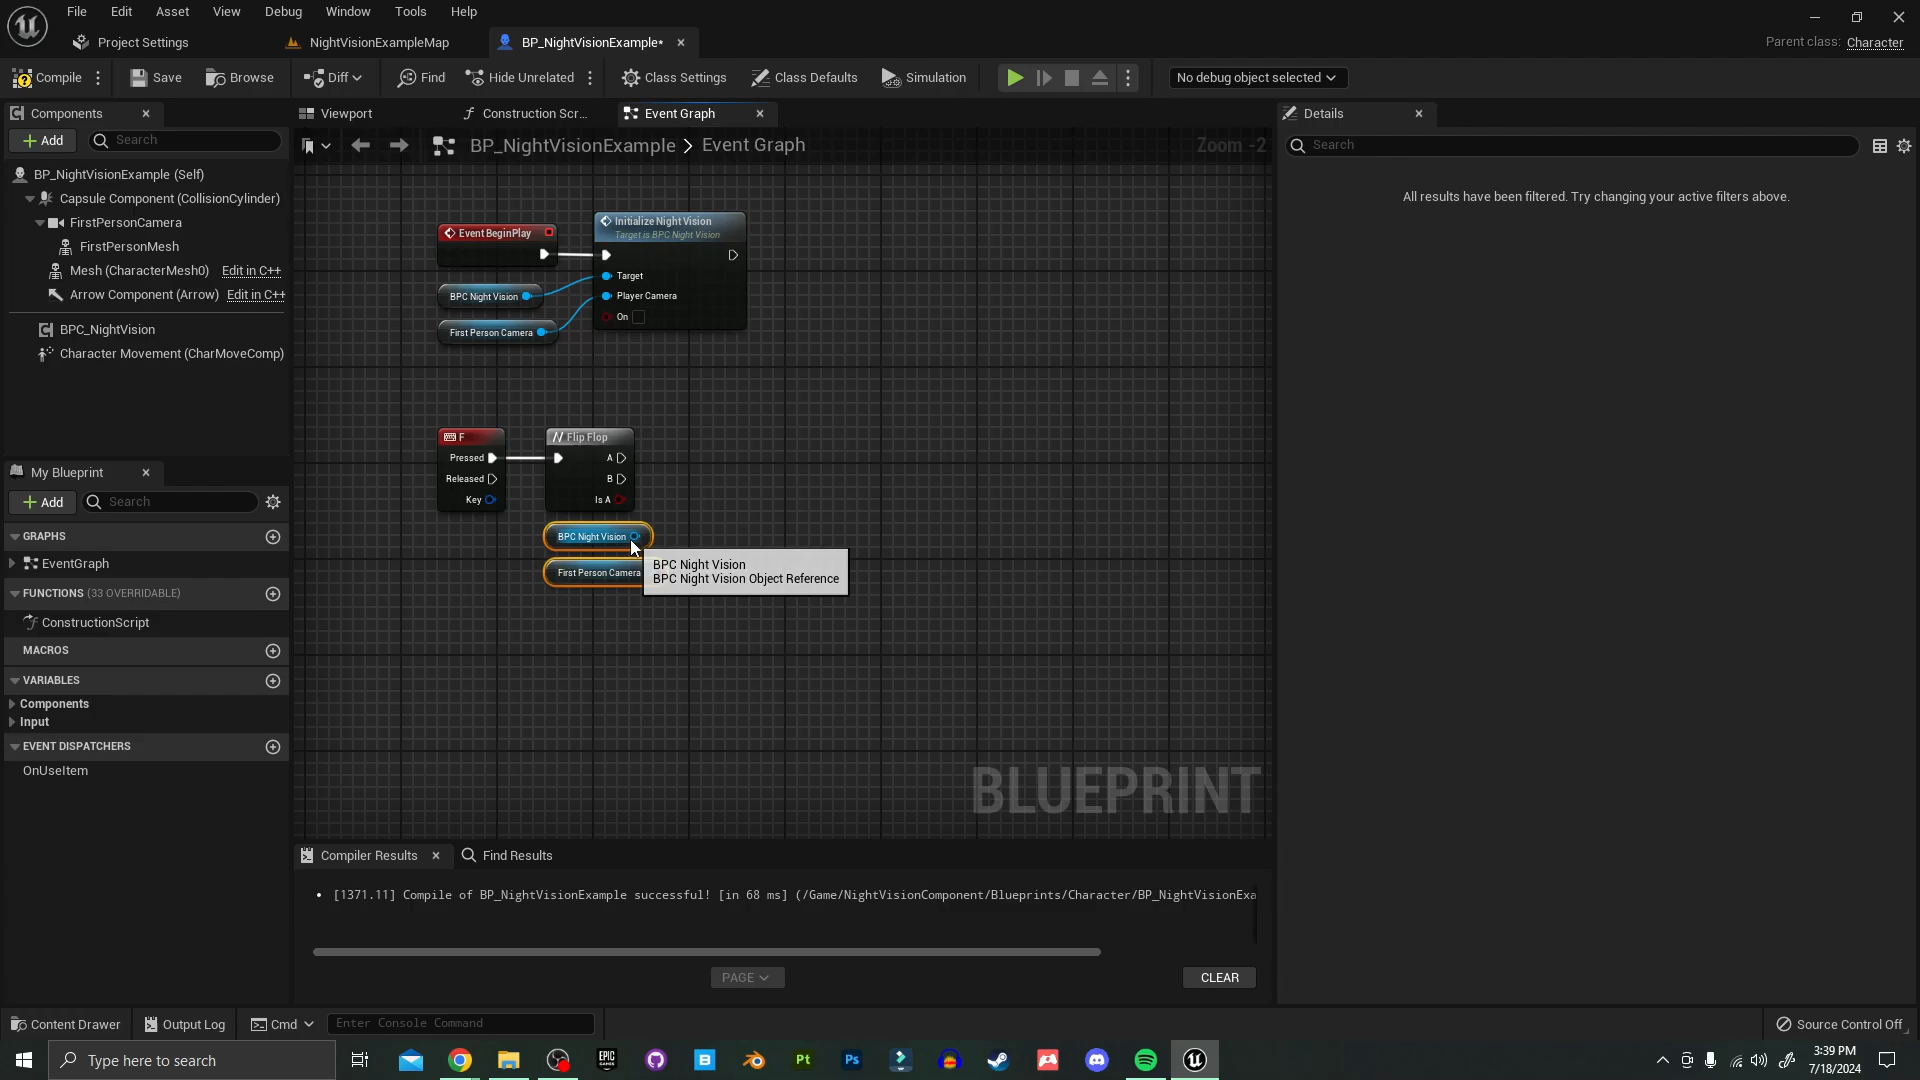 File Edit Asset View Debug Window Tools Help
Project Settings
NightVisionExampleMap
BP_NightVisionExample*
Parent class: Character
Compile
Save
Browse
Diff
Find
Hide Unrelated
Class Settings
Class Defaults
Simulation
No debug object selected
Components
Add
Search
BP_NightVisionExample (Self)
Capsule Component (CollisionCylinder)
FirstPersonCamera
FirstPersonMesh
Mesh (CharacterMesh0) Edit in C++
Arrow Component (Arrow) Edit in C++
BPC_NightVision
Character Movement (CharMoveComp)
My Blueprint
Add
Search
GRAPHS
EventGraph
FUNCTIONS (33 OVERRIDABLE)
ConstructionScript
MACROS
VARIABLES
Components
Input
EVENT DISPATCHERS
OnUseItem
Viewport
Construction Scr...
Event Graph
BP_NightVisionExample > Event Graph
Zoom -2
Event BeginPlay
Initialize Night Vision
Target is BPC Night Vision
Target
Player Camera
On
BPC Night Vision
First Person Camera
F
Pressed
Released
Key
Flip Flop
A
B
Is A
BPC Night Vision
First Person Camera
BPC Night Vision
BPC Night Vision Object Reference
BLUEPRINT
Compiler Results
Find Results
[1371.11] Compile of BP_NightVisionExample successful! [in 68 ms] (/Game/NightVisionComponent/Blueprints/Character/BP_NightVisionExa
PAGE
CLEAR
Details
Search
All results have been filtered. Try changing your active filters above.
Content Drawer
Output Log
Cmd
Enter Console Command
Source Control Off
Type here to search
EPIC
GAMES
Pt
Ps
3:39 PM
7/18/2024